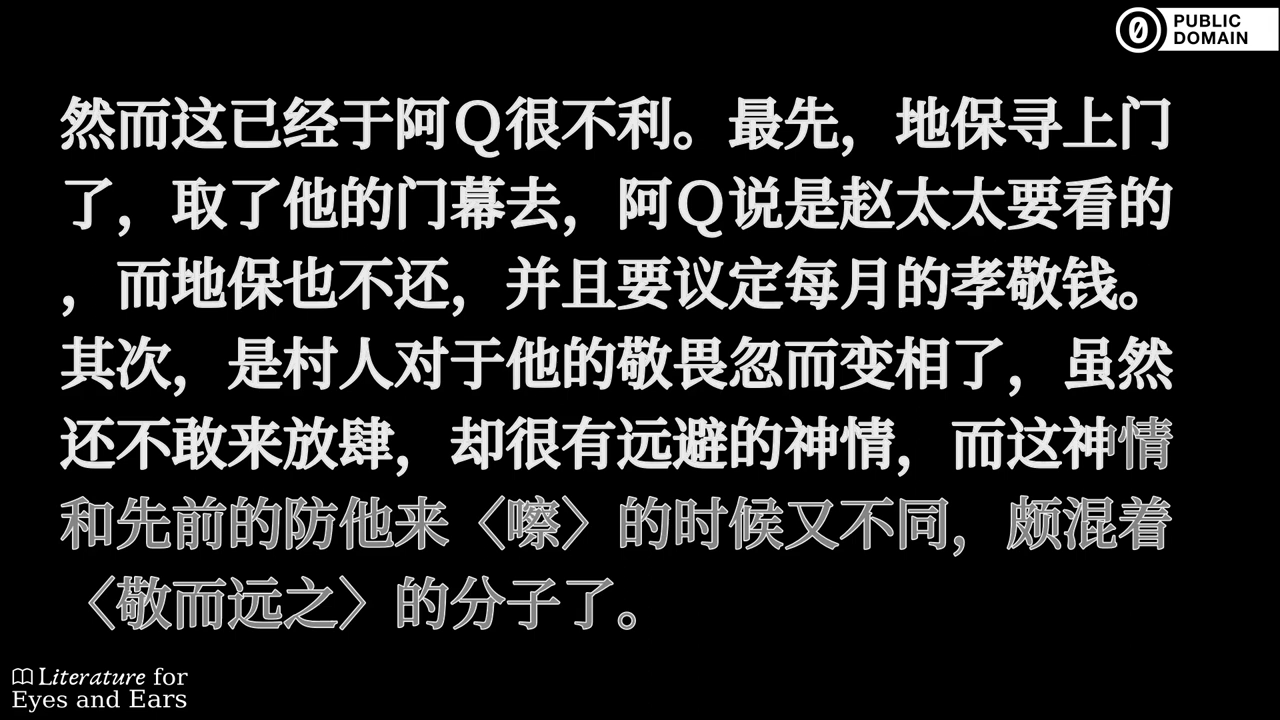 PUBLIC
DOMAIN
然而这已经于阿Q很不利。最先，地保寻上门
了，取了他的门幕去，阿Q说是赵太太要看的
，而地保也不还，并且要议定每月的孝敬钱。
其次，是村人对于他的敬畏忽而变相了，虽然
还不敢来放肆，却很有远避的神情，而这神情
和先前的防他来〈嚓〉的时候又不同，颇混着
〈敬而远之〉的分子了。
Literature for
Eyes and Ears